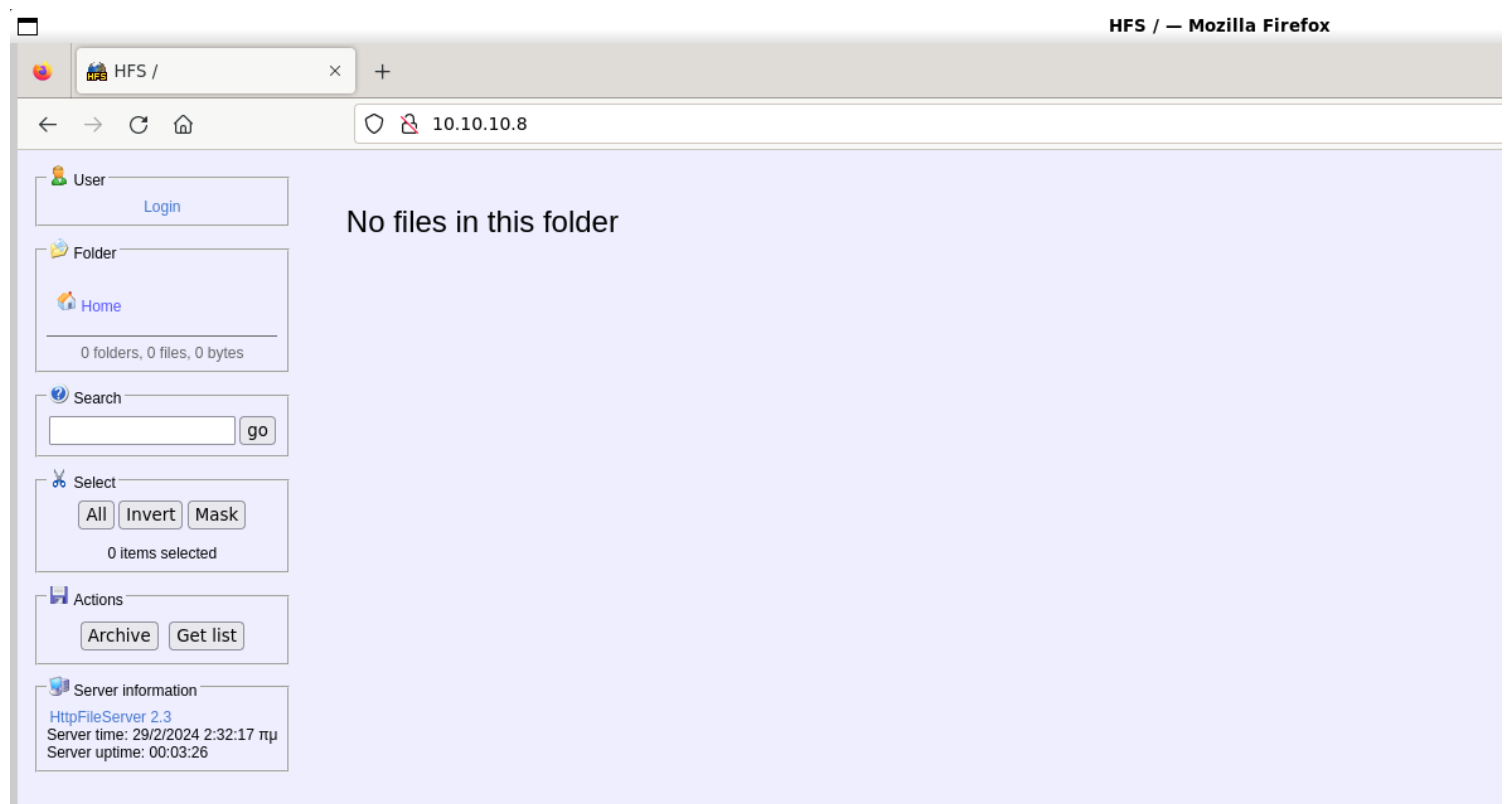 HFS / — Mozilla Firefox
HFS /
10.10.10.8
User
Login
Folder
Home
0 folders, 0 files, 0 bytes
Search
go
Select
All Invert Mask
0 items selected
Actions
Archive Get list
Server information
HttpFileServer 2.3
Server time: 29/2/2024 2:32:17 πμ
Server uptime: 00:03:26
No files in this folder